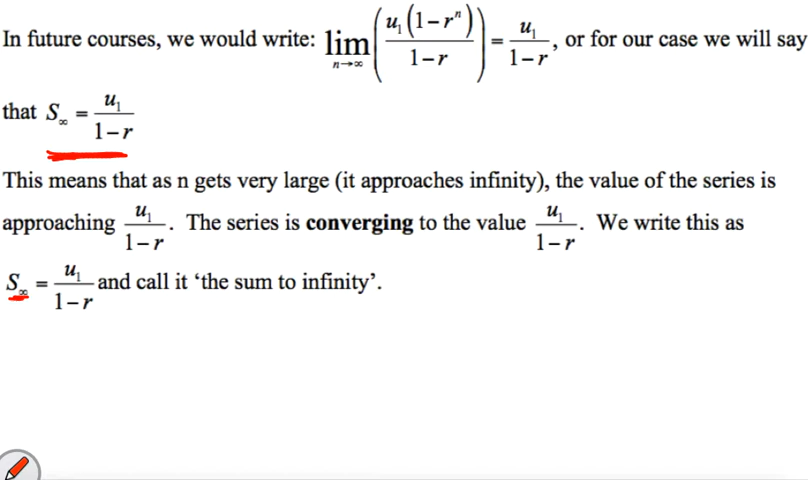 In future courses, we would write: lim n→∞ (u₁(1−rⁿ) / 1−r) = u₁ / 1−r, or for our case we will say
that S∞ = u₁ / 1−r
This means that as n gets very large (it approaches infinity), the value of the series is
approaching u₁ / 1−r. The series is converging to the value u₁ / 1−r. We write this as
S∞ = u₁ / 1−r and call it ‘the sum to infinity’.